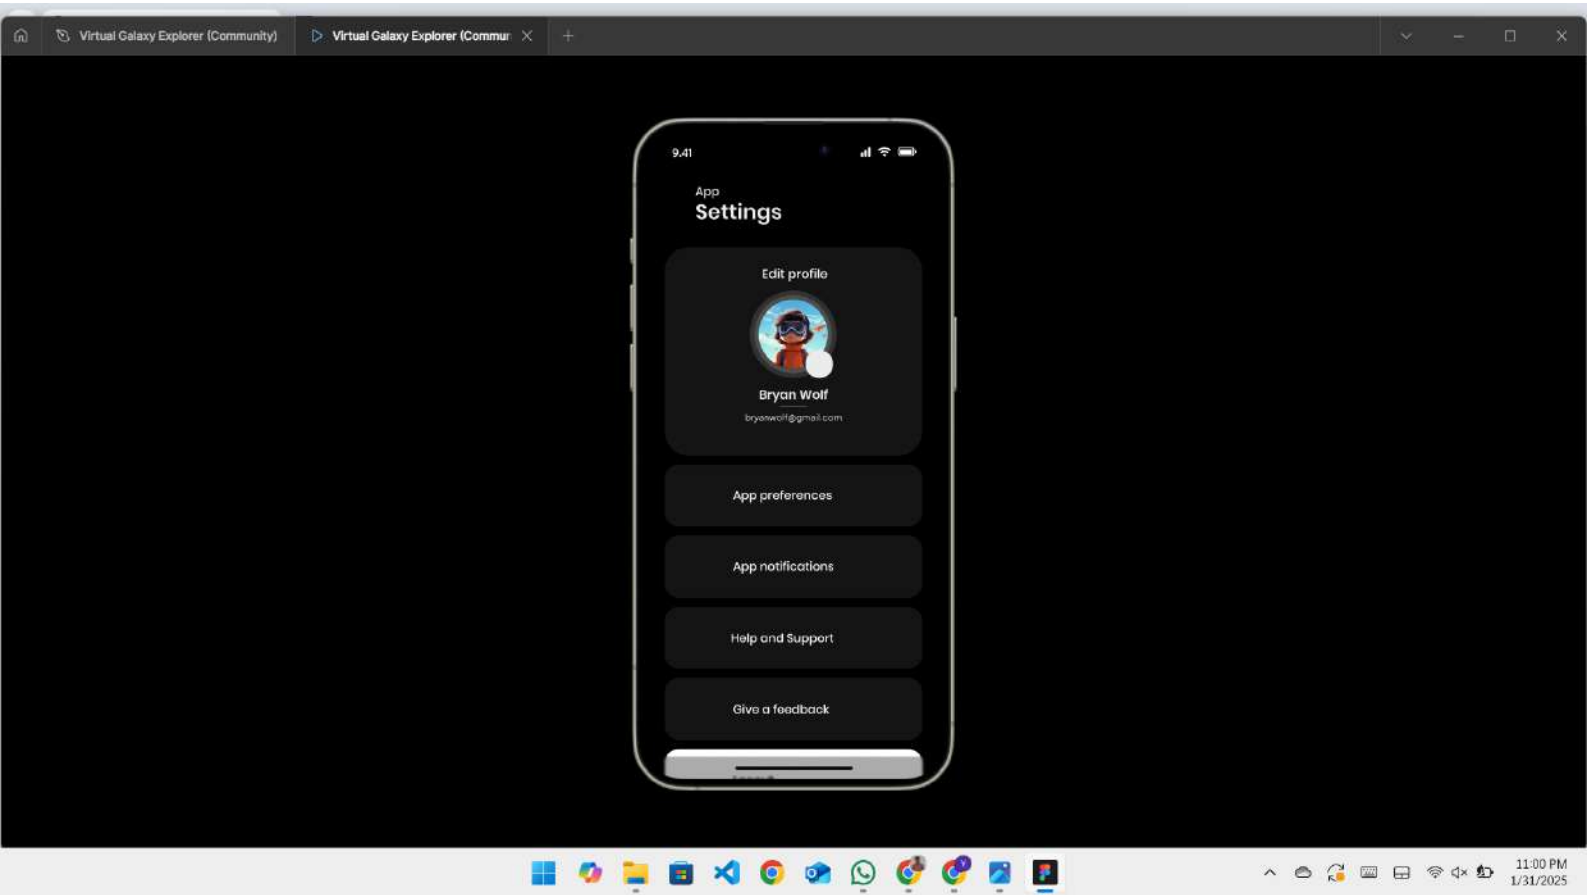 Virtual Galaxy Explorer (Community)
Virtual Galaxy Explorer (Commur
9.41
App
Settings
Edit profile
Bryan Wolf
bryanwolf@gmail.com
App preferences
App notifications
Help and Support
Give a feedback
11:00 PM
1/31/2025